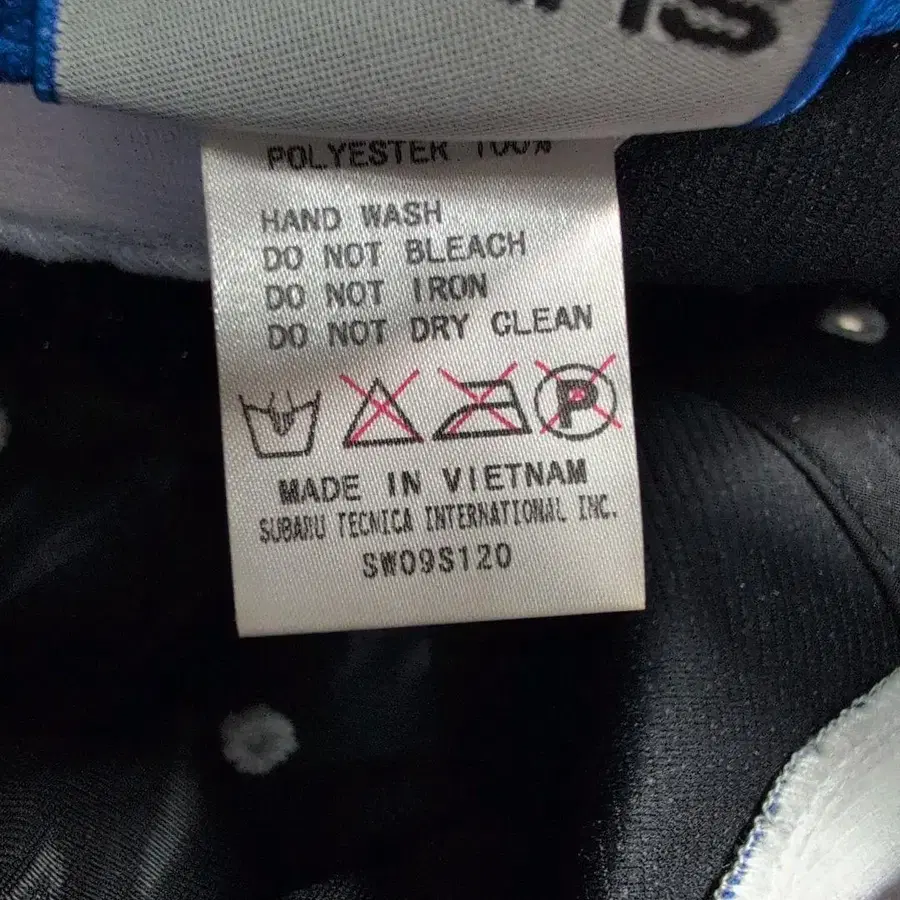 POLYESTER 100%
HAND WASH
DO NOT BLEACH
DO NOT IRON
DO NOT DRY CLEAN
P
MADE IN VIETNAM
SUBARU TECNICA INTERNATIONAL INC.
SW09S120